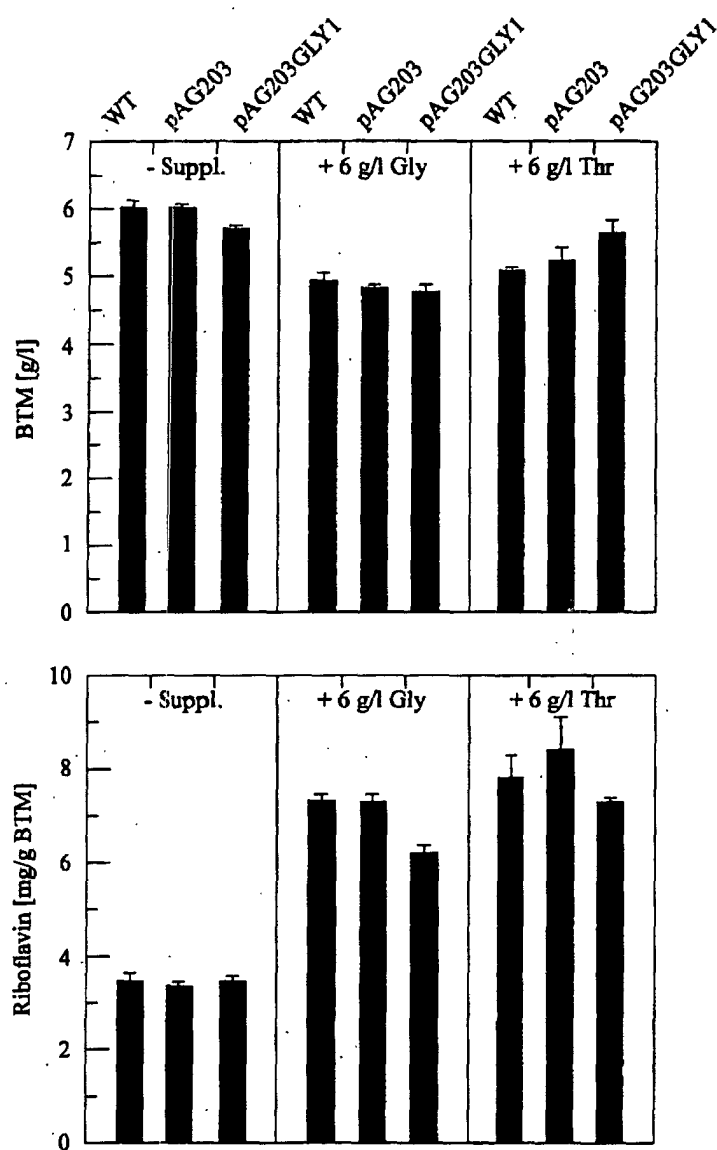 WT pAG203 pAG203GLY1 WT pAG203 pAG203GLY1 WT pAG203 pAG203GLY1
- Suppl. + 6 g/l Gly + 6 g/l Thr
7
6
5
4
3
2
1
0
BTM [g/l]
- Suppl. + 6 g/l Gly + 6 g/l Thr
10
8
6
4
2
0
Riboflavin [mg/g BTM]